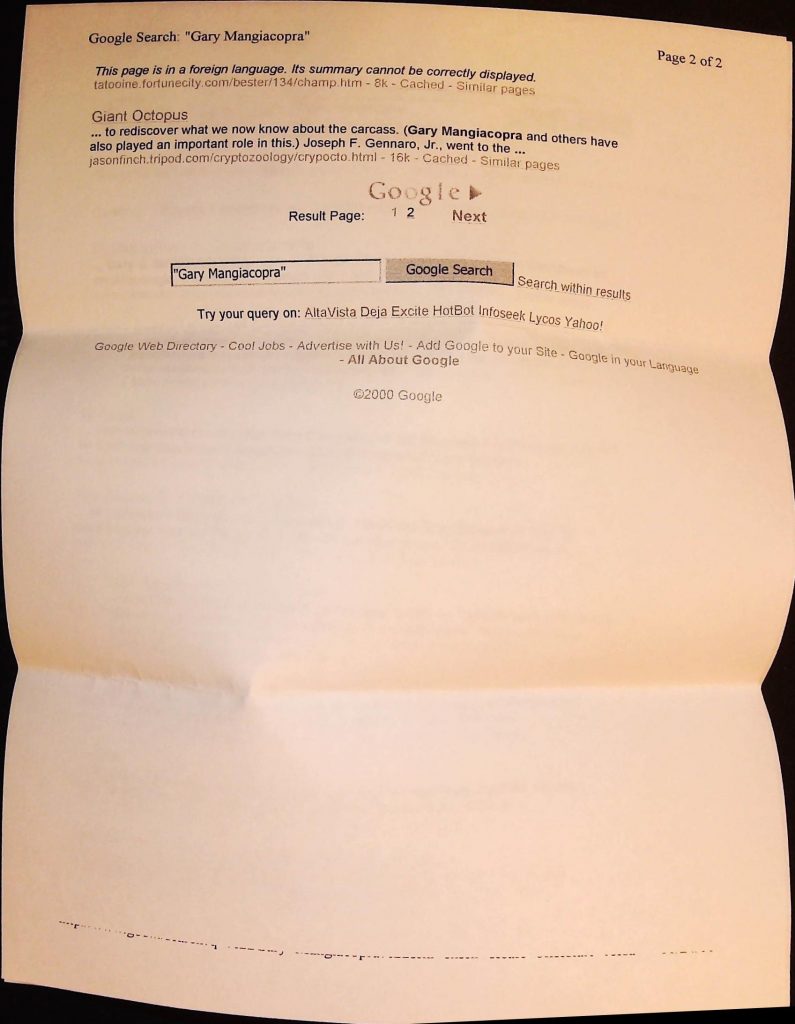 Google Search: "Gary Mangiacopra"
Page 2 of 2
This page is in a foreign language. Its summary cannot be correctly displayed.
tatooine.fortunecity.com/bester/134/champ.htm - 8k - Cached - Similar pages
Giant Octopus
... to rediscover what we now know about the carcass. (Gary Mangiacopra and others have
also played an important role in this.) Joseph F. Gennaro, Jr., went to the ...
jasonfinch.tripod.com/cryptozoology/crypocto.html - 16k - Cached - Similar pages
Google
Result Page: 1 2 Next
"Gary Mangiacopra" Google Search Search within results
Try your query on: AltaVista Deja Excite HotBot Infoseek Lycos Yahoo!
Google Web Directory - Cool Jobs - Advertise with Us! - Add Google to your Site - Google in your Language
- All About Google
©2000 Google